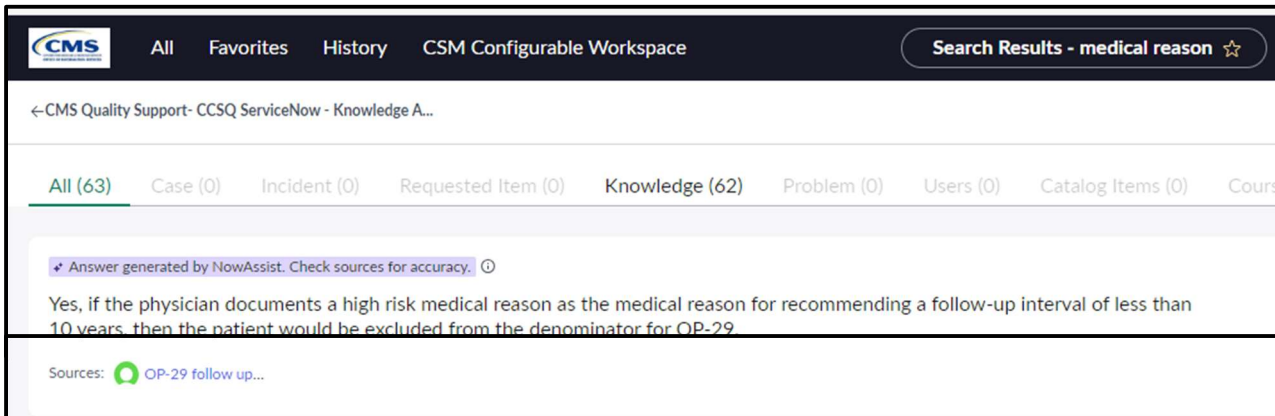 CMS All Favorites History CSM Configurable Workspace Search Results - medical reason ☆
←CMS Quality Support- CCSQ ServiceNow - Knowledge A...
All (63) Case (0) Incident (0) Requested Item (0) Knowledge (62) Problem (0) Users (0) Catalog Items (0) Cours
Answer generated by NowAssist. Check sources for accuracy.
Yes, if the physician documents a high risk medical reason as the medical reason for recommending a follow-up interval of less than
10 years, then the patient would be excluded from the denominator for OP-29.
Sources: OP-29 follow up...